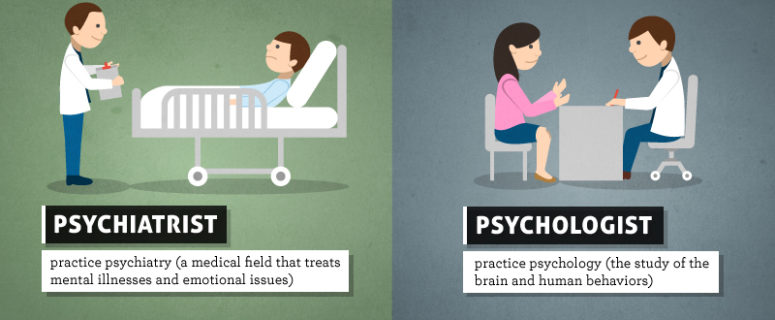 PSYCHIATRIST
practice psychiatry (a medical field that treats
mental illnesses and emotional issues)
PSYCHOLOGIST
practice psychology (the study of the
brain and human behaviors)